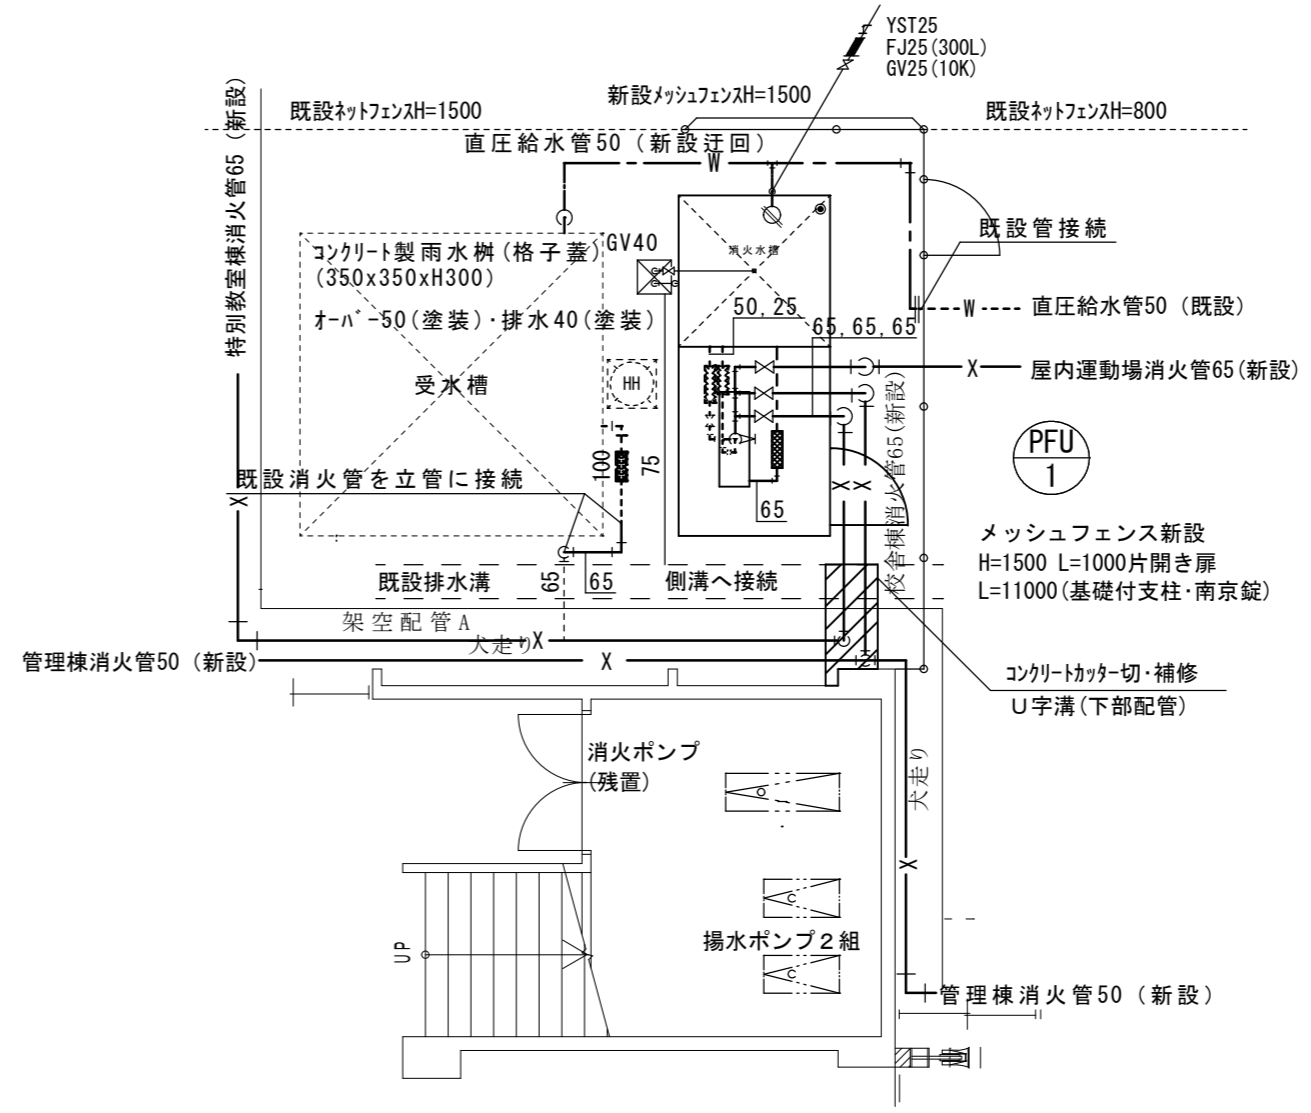 YST25
FJ25(300L)
GV25(10K)
既設ネットフェンスH=1500
新設メッシュフェンスH=1500
既設ネットフェンスH=800
直圧給水管50（新設迂回）
W
特別教室棟消火管65（新設）
コンクリート製雨水桝(格子蓋)
(350x350xH300)
オーバー50(塗装)・排水40(塗装)
GV40
消火水槽
既設管接続
W
直圧給水管50（既設）
50,25
65,65,65
X
屋内運動場消火管65(新設)
受水槽
HH
校舎棟消火管65(新設)
PFU
1
既設消火管を立管に接続
100
75
65
X
X
X
メッシュフェンス新設
H=1500 L=1000片開き扉
L=11000(基礎付支柱･南京錠)
既設排水溝
65
65
側溝へ接続
架空配管A
犬走り
X
管理棟消火管50（新設）
X
コンクリートカッター切･補修
U字溝(下部配管)
消火ポンプ
(残置)
犬走り
X
揚水ポンプ２組
UP
管理棟消火管50（新設）